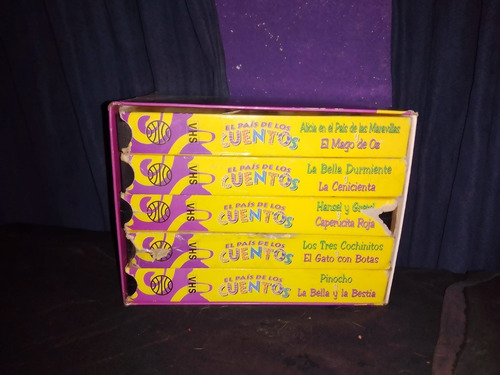 VHS
EL PAÍS DE LOS
CUENTOS
Alicia en el País de las Maravillas
y
El Mago de Os
VHS
EL PAÍS DE LOS
CUENTOS
La Bella Durmiente
y
La Cenicienta
VHS
EL PAÍS DE LOS
CUENTOS
Hansel y
Caperucita Roja
VHS
EL PAÍS DE LOS
CUENTOS
Los Tres Cochinitos
El Gato con Botas
VHS
EL PAÍS DE LOS
CUENTOS
Pinocho
y
La Bella y la Bestia